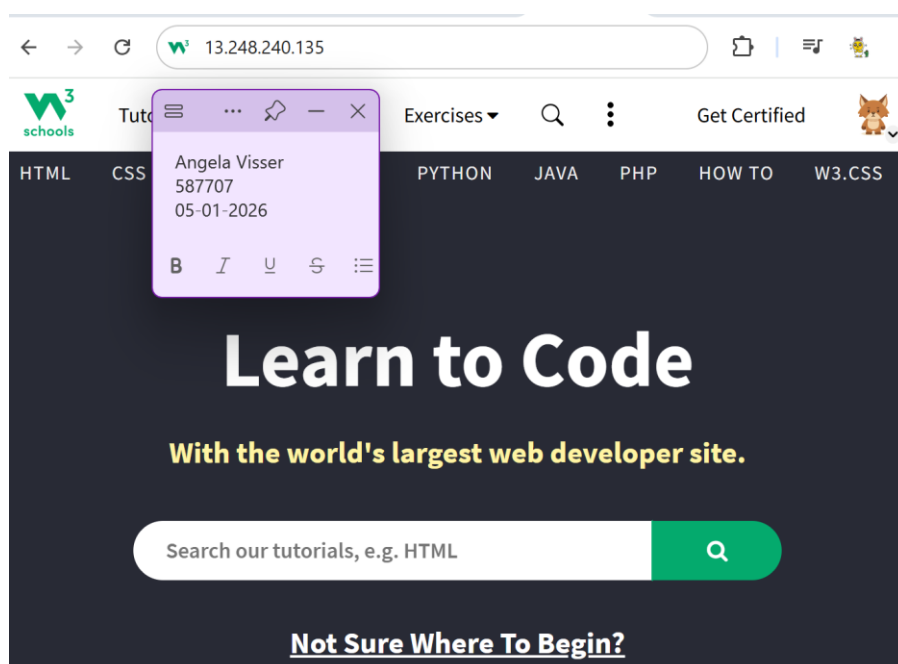 13.248.240.135
W3 schools
Exercises
Get Certified
Angela Visser
587707
05-01-2026
B I U S
HTML CSS PYTHON JAVA PHP HOW TO W3.CSS
Learn to Code
With the world's largest web developer site.
Search our tutorials, e.g. HTML
Not Sure Where To Begin?